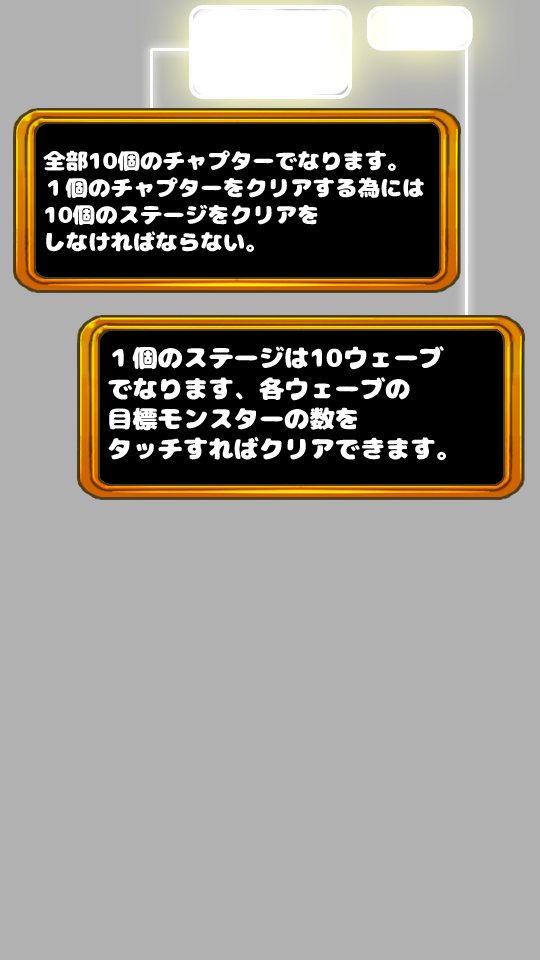 全部10個のチャプターでなります。
１個のチャプターをクリアする為には
10個のステージをクリアを
しなければならない。
１個のステージは10ウェーブ
でなります、各ウェーブの
目標モンスターの数を
タッチすればクリアできます。